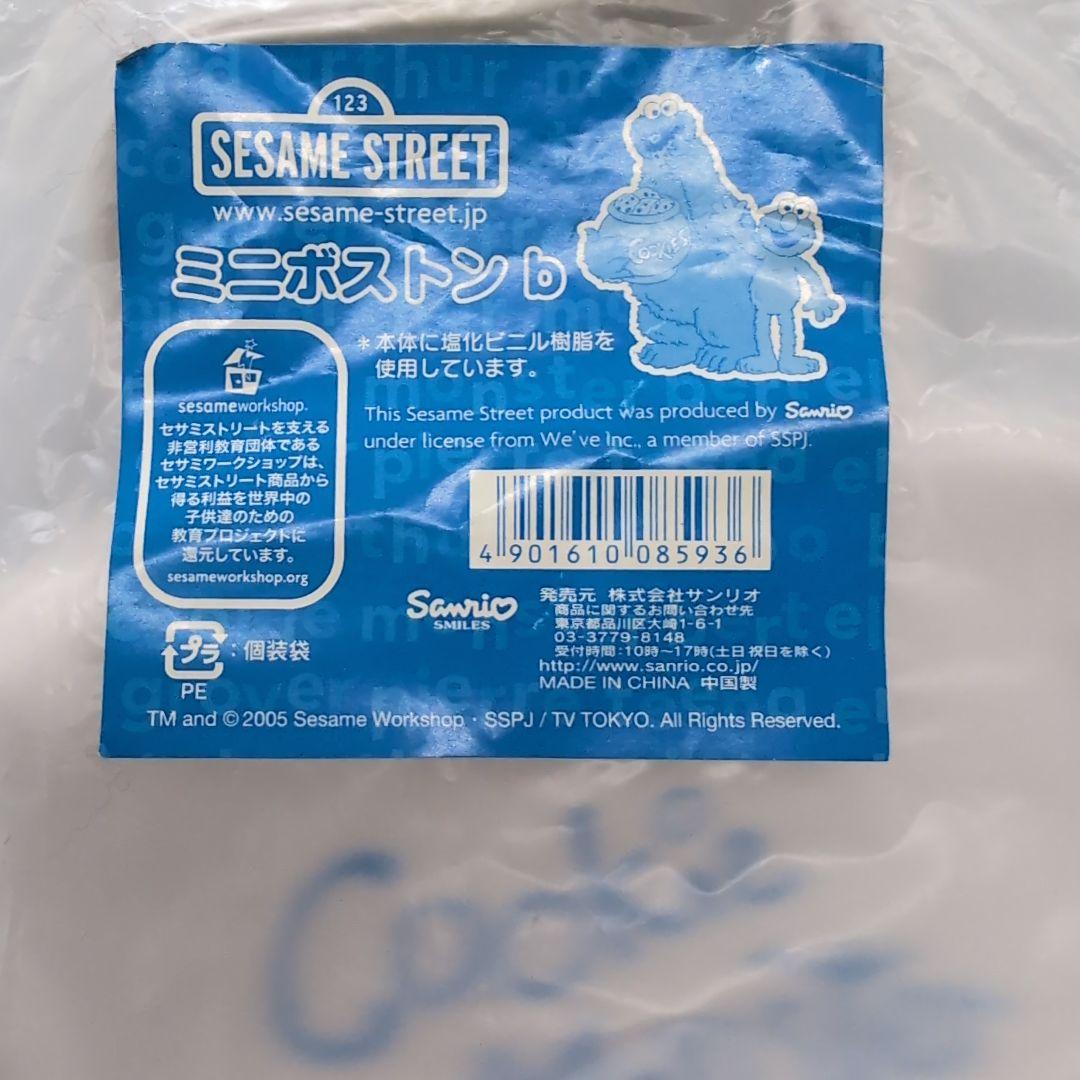 123
SESAME STREET
www.sesame-street.jp
ミニボストン b
COOKIES
*本体に塩化ビニル樹脂を
使用しています。
This Sesame Street product was produced by Sanrio
under license from We've Inc., a member of SSPJ.
sesameworkshop.
セサミストリートを支える
非営利教育団体である
セサミワークショップは、
セサミストリート商品から
得る利益を世界中の
子供達のための
教育プロジェクトに
還元しています。
sesameworkshop.org
4 901610 085936
Sanrio
SMILES
発売元 株式会社サンリオ
商品に関するお問い合わせ先
東京都品川区大崎1-6-1
03-3779-8148
受付時間:10時〜17時(土日祝日を除く)
http://www.sanrio.co.jp/
MADE IN CHINA 中国製
プラ:個装袋
PE
TM and © 2005 Sesame Workshop · SSPJ / TV TOKYO. All Rights Reserved.
Cookie